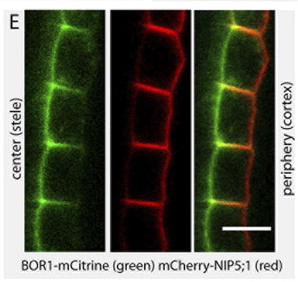 E
center (stele)
periphery (cortex)
BOR1-mCitrine (green) mCherry-NIP5;1 (red)